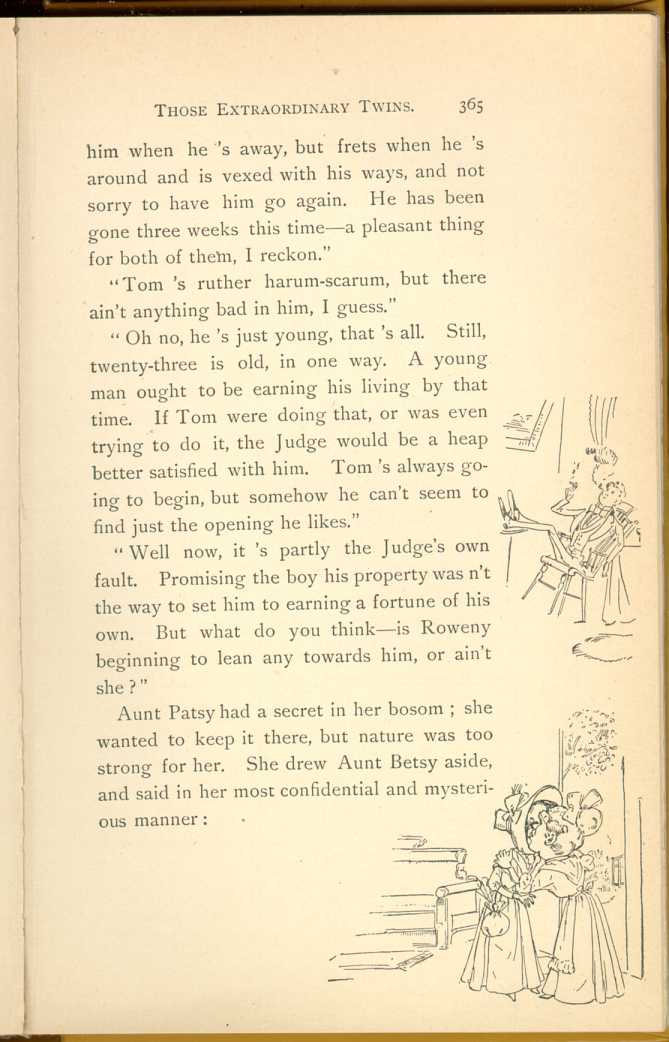 THOSE EXTRAORDINARY TWINS. 365
him when he 's away, but frets when he 's
around and is vexed with his ways, and not
sorry to have him go again. He has been
gone three weeks this time—a pleasant thing
for both of them, I reckon."
"Tom 's ruther harum-scarum, but there
ain't anything bad in him, I guess."
"Oh no, he 's just young, that 's all. Still,
twenty-three is old, in one way. A young
man ought to be earning his living by that
time. If Tom were doing that, or was even
trying to do it, the Judge would be a heap
better satisfied with him. Tom 's always go-
ing to begin, but somehow he can't seem to
find just the opening he likes."
"Well now, it 's partly the Judge's own
fault. Promising the boy his property was n't
the way to set him to earning a fortune of his
own. But what do you think—is Roweny
beginning to lean any towards him, or ain't
she?"
Aunt Patsy had a secret in her bosom; she
wanted to keep it there, but nature was too
strong for her. She drew Aunt Betsy aside,
and said in her most confidential and mysteri-
ous manner: